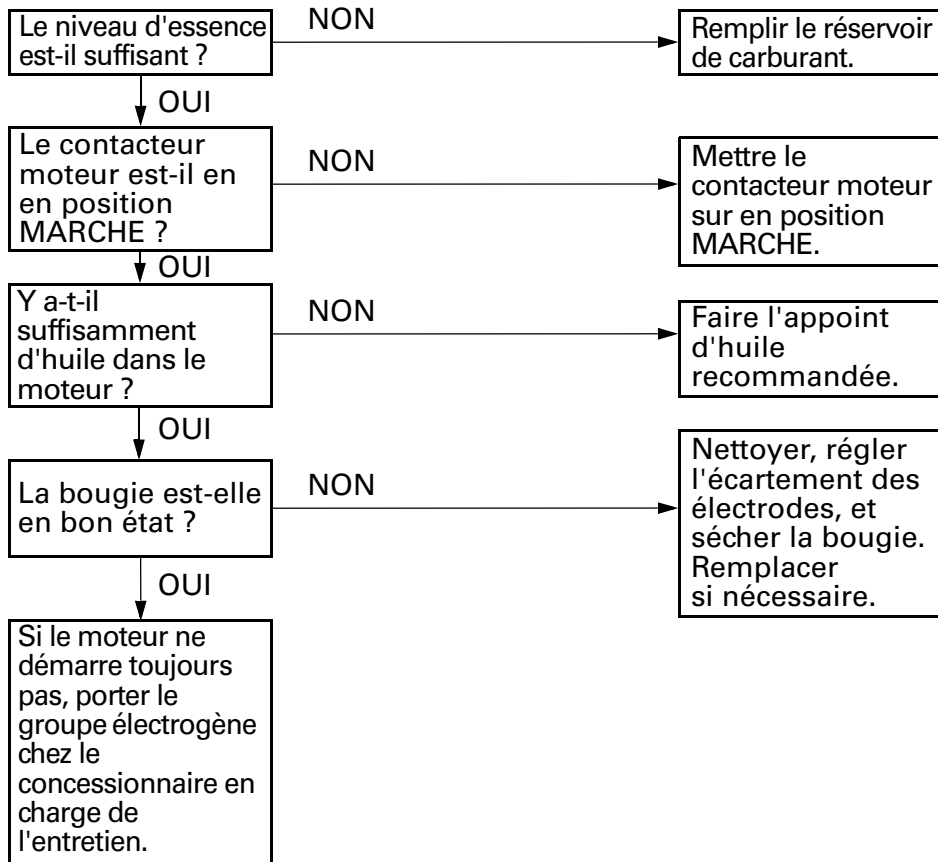 Le niveau d'essence
est-il suffisant ?
NON
Remplir le réservoir
de carburant.
OUI
Le contacteur
moteur est-il en
en position
MARCHE ?
NON
Mettre le
contacteur moteur
sur en position
MARCHE.
OUI
Y a-t-il
suffisamment
d'huile dans le
moteur ?
NON
Faire l'appoint
d'huile
recommandée.
OUI
La bougie est-elle
en bon état ?
NON
Nettoyer, régler
l'écartement des
électrodes, et
sécher la bougie.
Remplacer
si nécessaire.
OUI
Si le moteur ne
démarre toujours
pas, porter le
groupe électrogène
chez le
concessionnaire en
charge de
l'entretien.